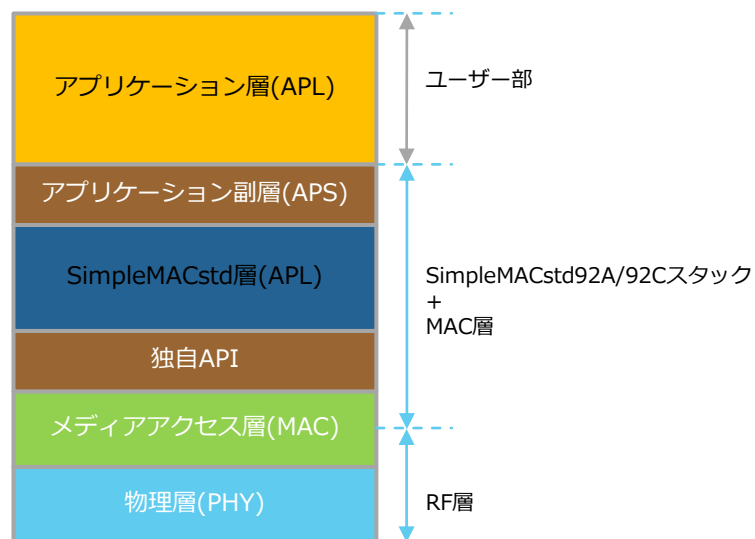 アプリケーション層(APL)
ユーザー部
アプリケーション副層(APS)
SimpleMACstd層(APL)
SimpleMACstd92A/92Cスタック
+
MAC層
独自API
メディアアクセス層(MAC)
物理層(PHY)
RF層